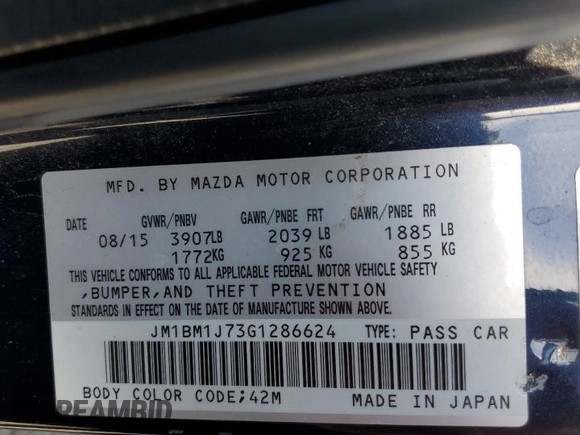 MFD. BY MAZDA MOTOR CORPORATION
DATE GVWR/PNBV GAWR/PNBE FRT GAWR/PNBE RR
08/15 3907LB 2039 LB 1885 LB
1772KG 925 KG 855 KG
THIS VEHICLE CONFORMS TO ALL APPLICABLE FEDERAL MOTOR VEHICLE SAFETY
,BUMPER,AND THEFT PREVENTION
STANDARDS IN EFFECT ON THE DATE OF MANUFACTURE SHOWN ABOVE.
JM1BM1J73G1286624 TYPE: PASS CAR
BODY COLOR CODE;42M MADE IN JAPAN
REAMBID